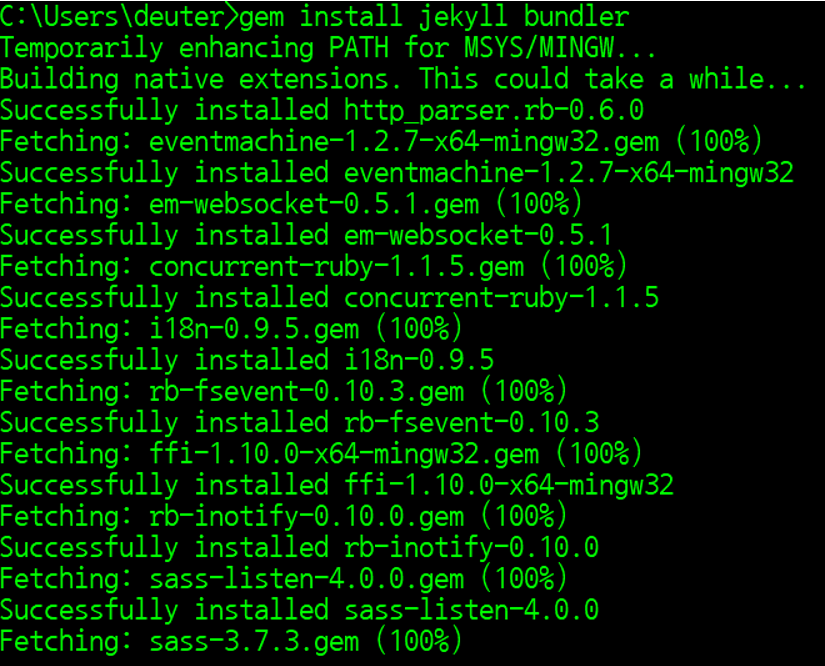 C:\Users\deuter>gem install jekyll bundler
Temporarily enhancing PATH for MSYS/MINGW...
Building native extensions. This could take a while...
Successfully installed http_parser.rb-0.6.0
Fetching: eventmachine-1.2.7-x64-mingw32.gem (100%)
Successfully installed eventmachine-1.2.7-x64-mingw32
Fetching: em-websocket-0.5.1.gem (100%)
Successfully installed em-websocket-0.5.1
Fetching: concurrent-ruby-1.1.5.gem (100%)
Successfully installed concurrent-ruby-1.1.5
Fetching: i18n-0.9.5.gem (100%)
Successfully installed i18n-0.9.5
Fetching: rb-fsevent-0.10.3.gem (100%)
Successfully installed rb-fsevent-0.10.3
Fetching: ffi-1.10.0-x64-mingw32.gem (100%)
Successfully installed ffi-1.10.0-x64-mingw32
Fetching: rb-inotify-0.10.0.gem (100%)
Successfully installed rb-inotify-0.10.0
Fetching: sass-listen-4.0.0.gem (100%)
Successfully installed sass-listen-4.0.0
Fetching: sass-3.7.3.gem (100%)